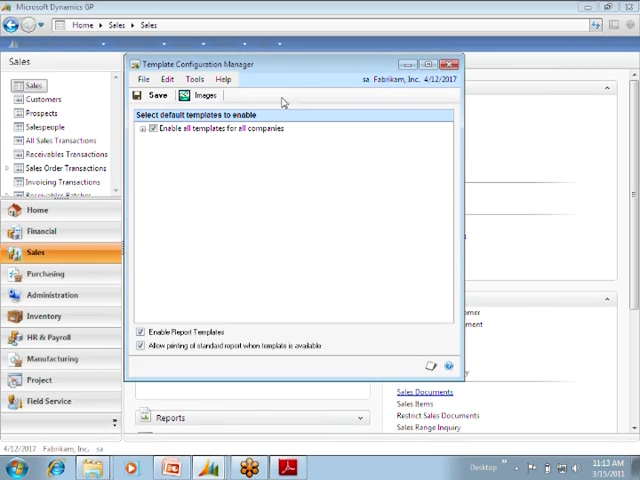 Microsoft Dynamics GP
Home
Sales
Sales
Sales
Sales
Customers
Prospects
Salespeople
All Sales Transactions
Receivables Transactions
Sales Order Transactions
Invoicing Transactions
Receivables Batches
Home
Financial
Sales
Purchasing
Administration
Inventory
HR & Payroll
Manufacturing
Project
Field Service
Template Configuration Manager
File Edit Tools Help
sa Fabrikam, Inc. 4/12/2017
Save Images
Select default templates to enable
Enable all templates for all companies
Enable Report Templates
Allow printing of standard report when template is available
Sales Documents
Sales Items
Restrict Sales Documents
Sales Range Inquiry
Reports
4/12/2017 Fabrikam, Inc. sa
Desktop
11:13 AM
3/15/2011